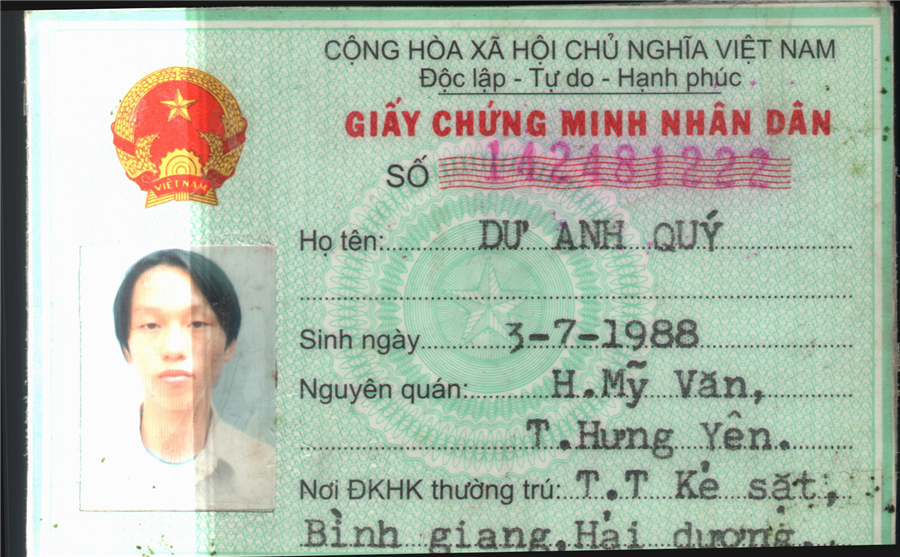 CỘNG HÒA XÃ HỘI CHỦ NGHĨA VIỆT NAM
Độc lập - Tự do - Hạnh phúc
GIẤY CHỨNG MINH NHÂN DÂN
SỐ 142481222
VIỆT NAM
Họ tên: DƯ ANH QUÝ
Sinh ngày 3-7-1988
Nguyên quán: H.Mỹ Văn,
T.Hưng Yên.
Nơi ĐKHK thường trú: T.T Kẻ sặt,
Bình giang, Hải dương.